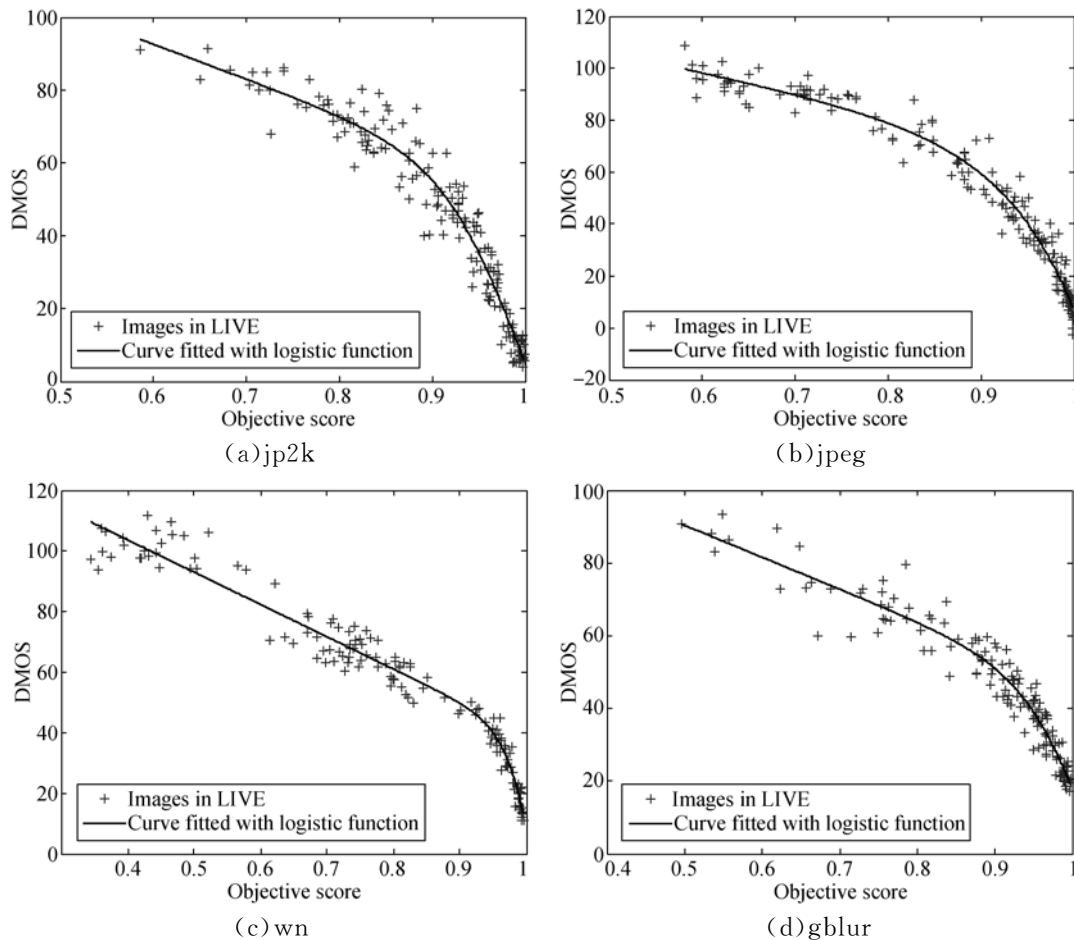 100
80
60
40
20
0
DMOS
+ Images in LIVE
Curve fitted with logistic function
0.5 0.6 0.7 0.8 0.9 1
Objective score
(a)jp2k
120
100
80
60
40
20
0
−20
DMOS
+ Images in LIVE
Curve fitted with logistic function
0.5 0.6 0.7 0.8 0.9 1
Objective score
(b)jpeg
120
100
80
60
40
20
0
DMOS
+ Images in LIVE
Curve fitted with logistic function
0.4 0.5 0.6 0.7 0.8 0.9 1
Objective score
(c)wn
100
80
60
40
20
0
DMOS
+ Images in LIVE
Curve fitted with logistic function
0.4 0.5 0.6 0.7 0.8 0.9 1
Objective score
(d)gblur